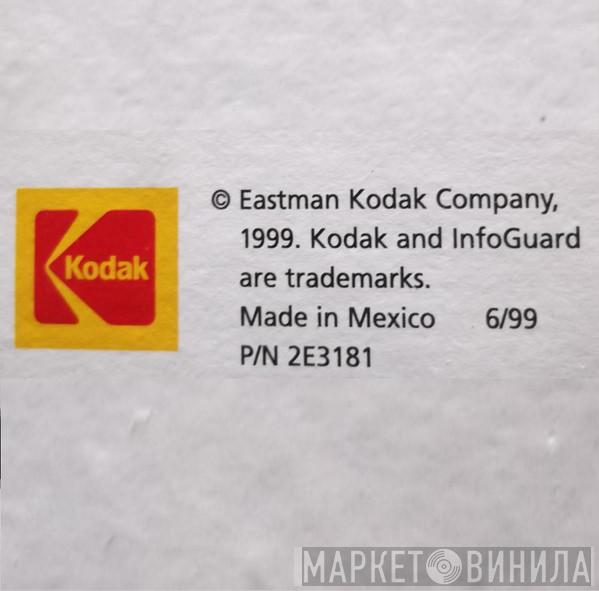 Kodak
© Eastman Kodak Company,
1999. Kodak and InfoGuard
are trademarks.
Made in Mexico 6/99
P/N 2E3181
МАРКЕТ ВИНИЛА